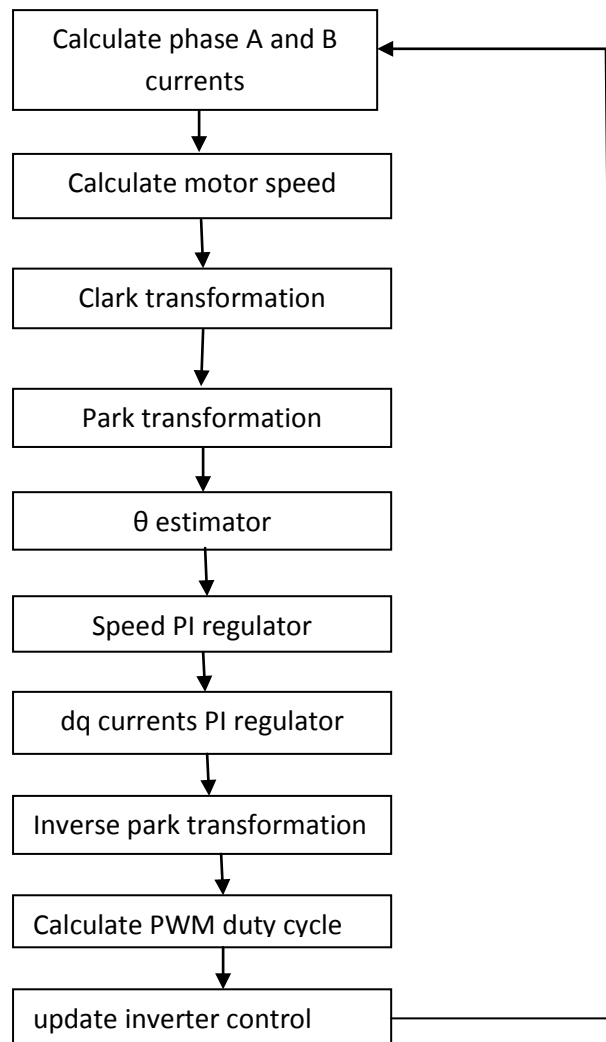 Calculate phase A and B
currents
Calculate motor speed
Clark transformation
Park transformation
θ estimator
Speed PI regulator
dq currents PI regulator
Inverse park transformation
Calculate PWM duty cycle
update inverter control